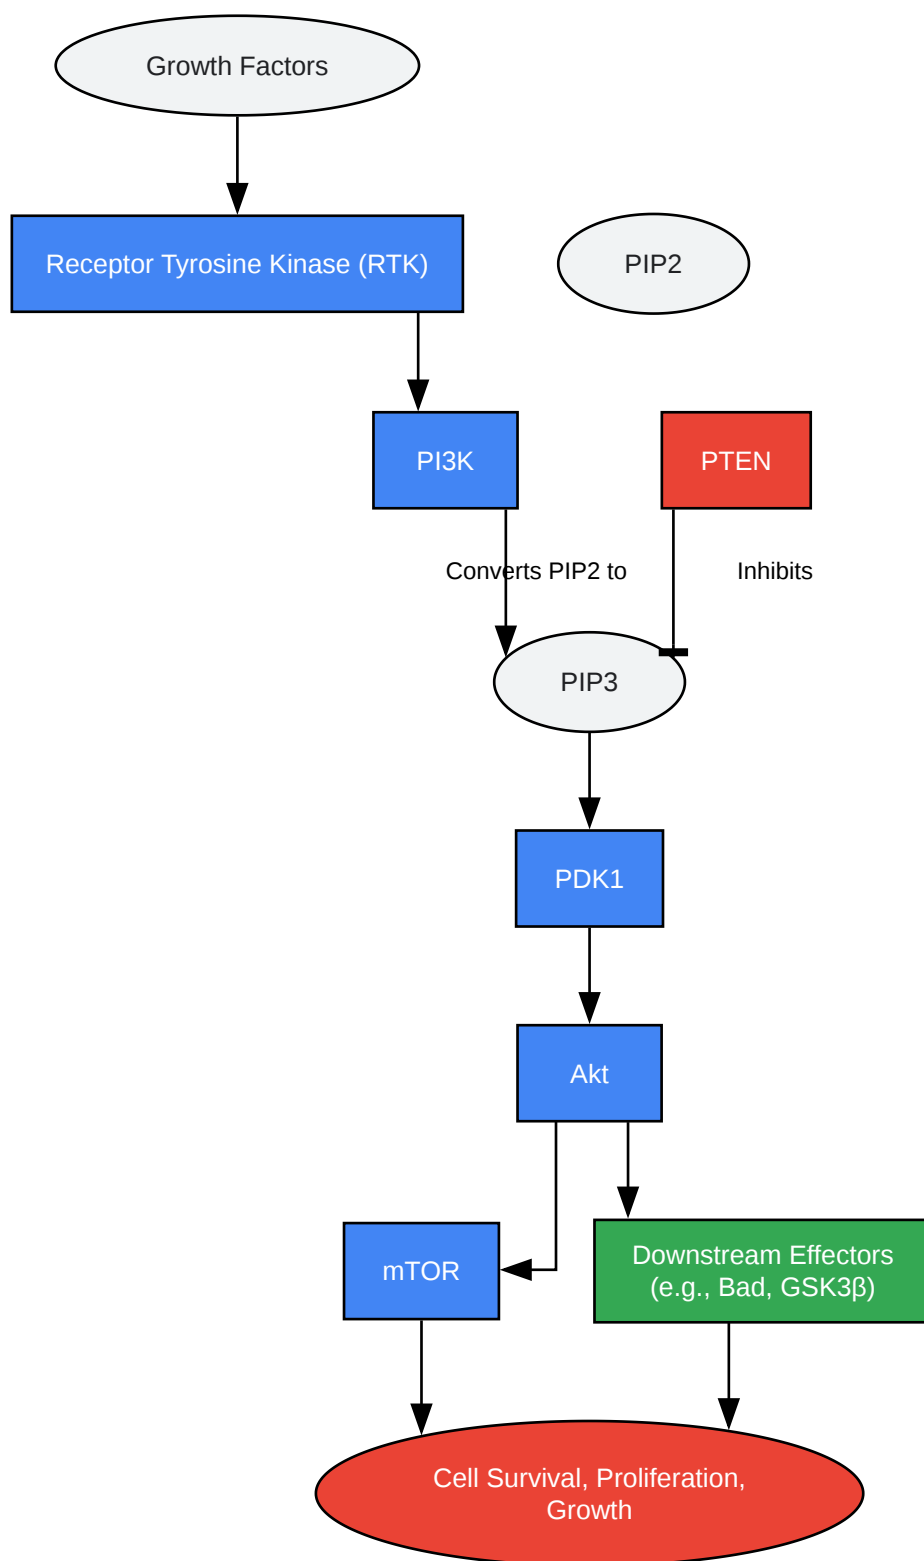 Growth Factors
Receptor Tyrosine Kinase (RTK)
PIP2
PI3K
PTEN
Converts PIP2 to
Inhibits
PIP3
PDK1
Akt
mTOR
Downstream Effectors
(e.g., Bad, GSK3β)
Cell Survival, Proliferation,
Growth